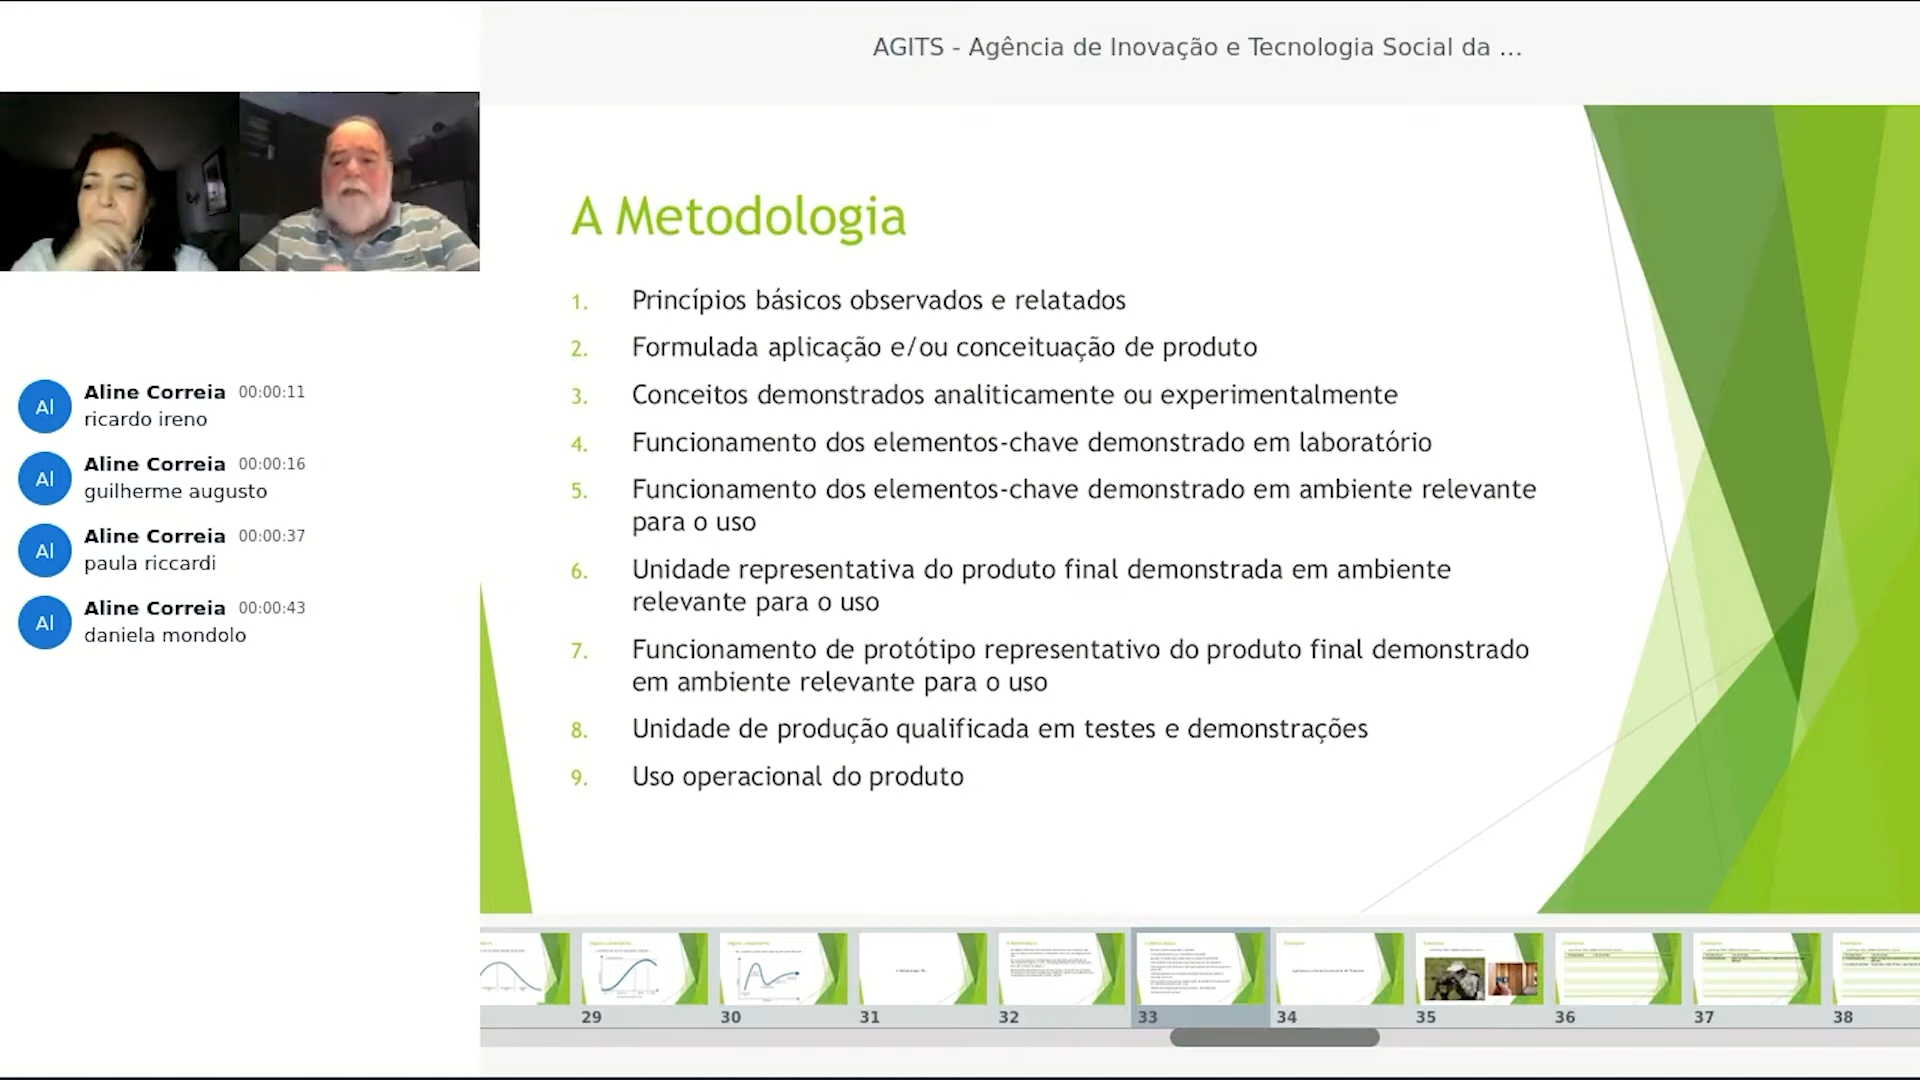 AGITS - Agência de Inovação e Tecnologia Social da ...
Al
Aline Correia 00:00:11
ricardo ireno
Al
Aline Correia 00:00:16
guilherme augusto
Al
Aline Correia 00:00:37
paula riccardi
Al
Aline Correia 00:00:43
daniela mondolo
A Metodologia
1. Princípios básicos observados e relatados
2. Formulada aplicação e/ou conceituação de produto
3. Conceitos demonstrados analiticamente ou experimentalmente
4. Funcionamento dos elementos-chave demonstrado em laboratório
5. Funcionamento dos elementos-chave demonstrado em ambiente relevante
para o uso
6. Unidade representativa do produto final demonstrada em ambiente
relevante para o uso
7. Funcionamento de protótipo representativo do produto final demonstrado
em ambiente relevante para o uso
8. Unidade de produção qualificada em testes e demonstrações
9. Uso operacional do produto
29 30 31 32 33 34 35 36 37 38